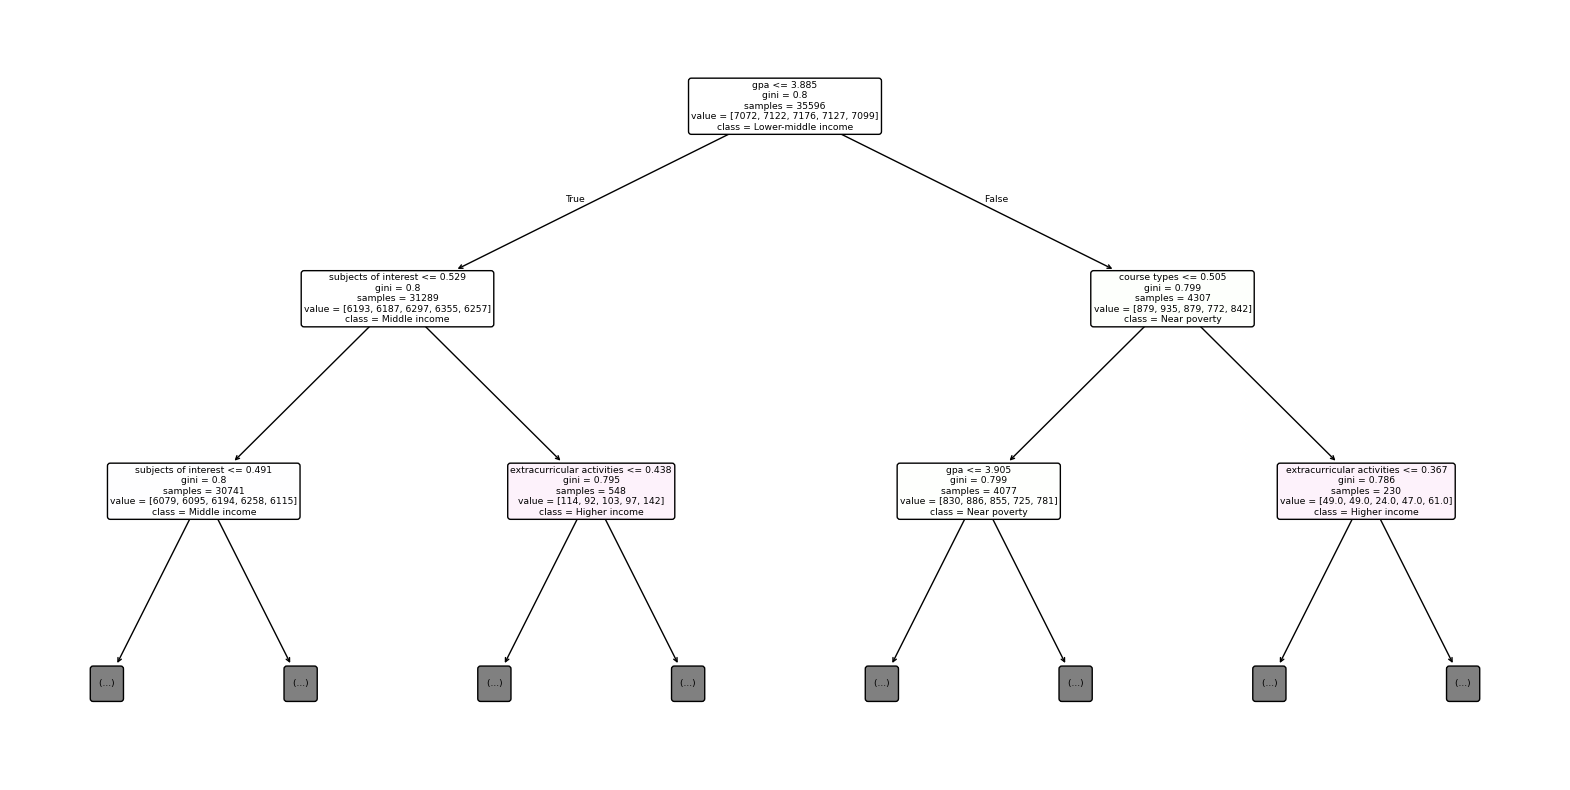 gpa <= 3.885
gini = 0.8
samples = 35596
value = [7072, 7122, 7176, 7127, 7099]
class = Lower-middle income
True
False
subjects of interest <= 0.529
gini = 0.8
samples = 31289
value = [6193, 6187, 6297, 6355, 6257]
class = Middle income
course types <= 0.505
gini = 0.799
samples = 4307
value = [879, 935, 879, 772, 842]
class = Near poverty
subjects of interest <= 0.491
gini = 0.8
samples = 30741
value = [6079, 6095, 6194, 6258, 6115]
class = Middle income
extracurricular activities <= 0.438
gini = 0.795
samples = 548
value = [114, 92, 103, 97, 142]
class = Higher income
gpa <= 3.905
gini = 0.799
samples = 4077
value = [830, 886, 855, 725, 781]
class = Near poverty
extracurricular activities <= 0.367
gini = 0.786
samples = 230
value = [49.0, 49.0, 24.0, 47.0, 61.0]
class = Higher income
(...)
(...)
(...)
(...)
(...)
(...)
(...)
(...)